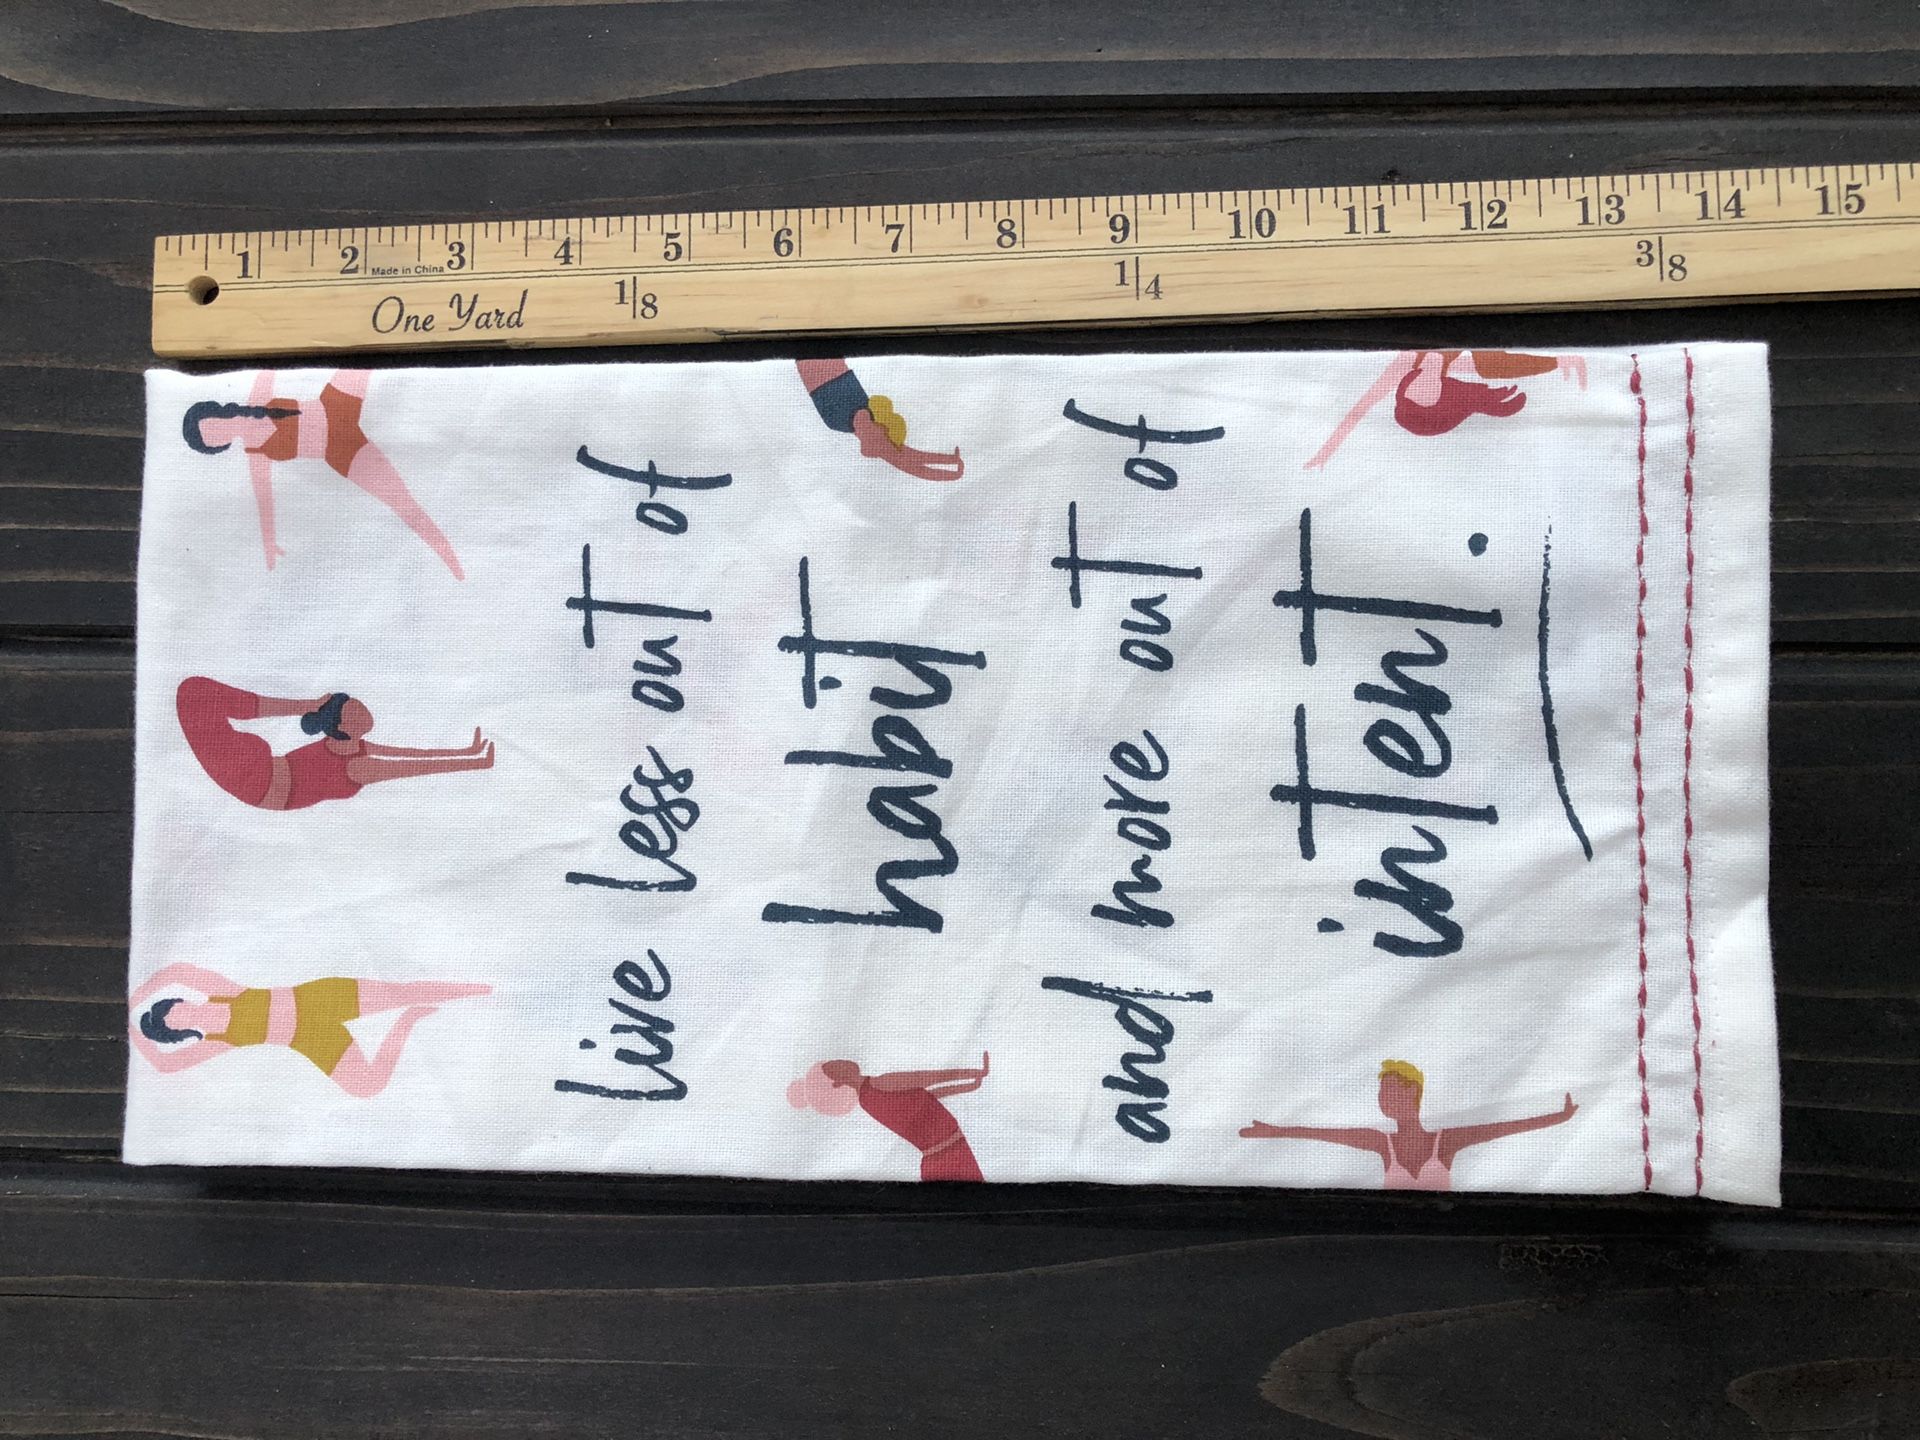 1 2 3 4 5 6 7 8 9 10 11 12 13 14 15
Made in China
One Yard
1/8 1/4 3/8
live less out of
habit
and more out of
intent.